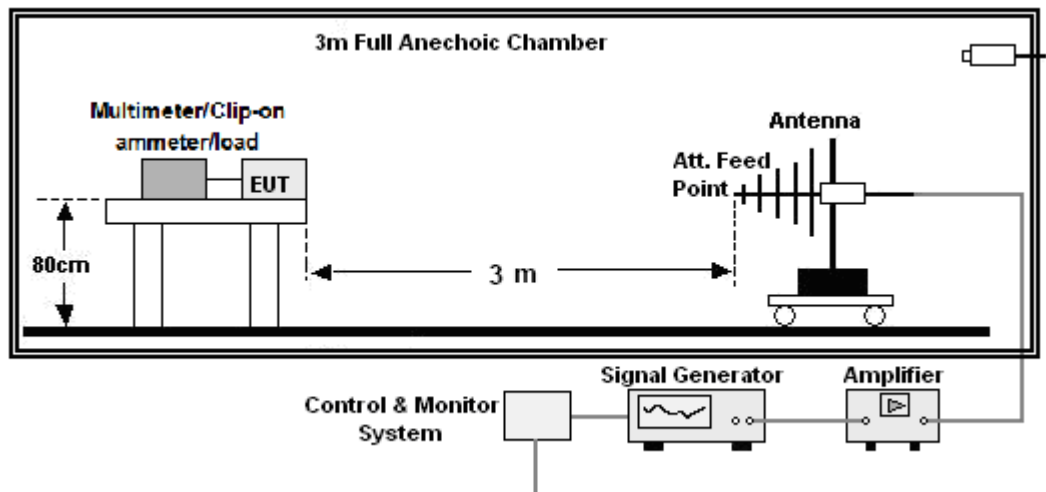 3m Full Anechoic Chamber
Multimeter/Clip-on
ammeter/load
EUT
80cm
3 m
Antenna
Att. Feed
Point
Signal Generator
Amplifier
Control & Monitor
System